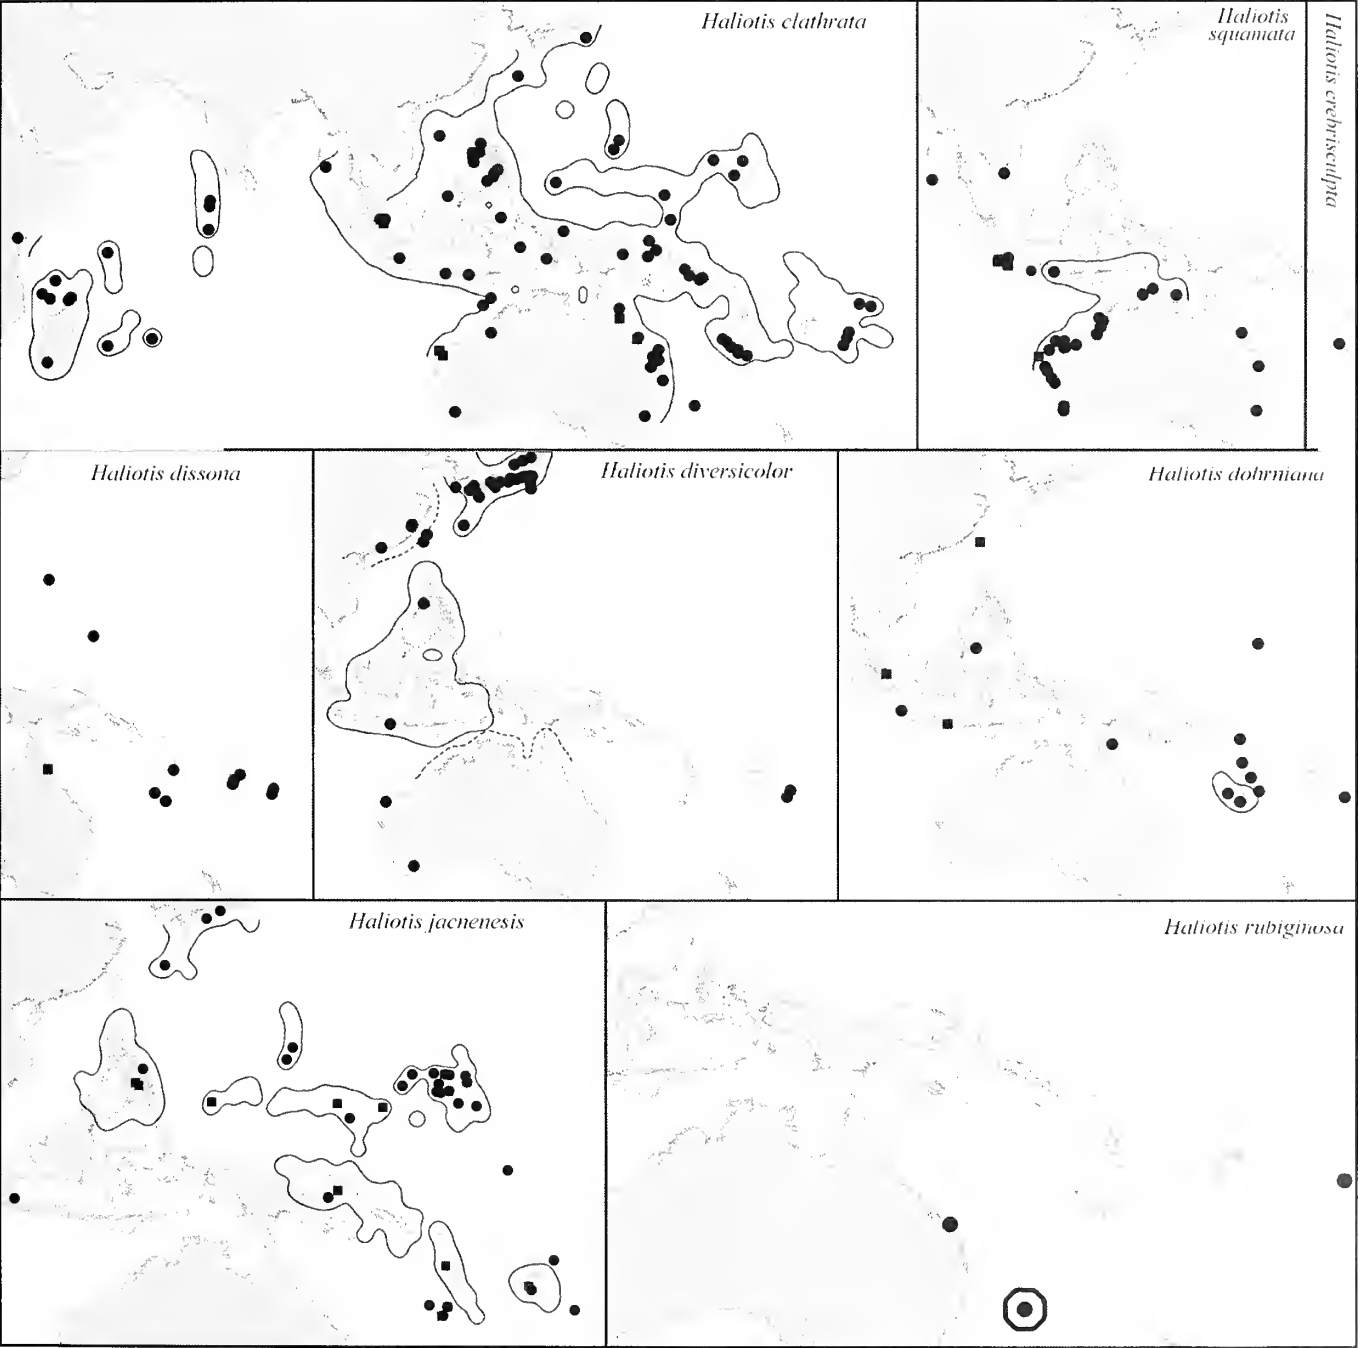 Haliotis clathrata
Haliotis
squamata
Haliotis crebrisculpta
Haliotis dissona
Haliotis diversicolor
Haliotis dohrniana
Haliotis jacnenesis
Haliotis rubiginosa